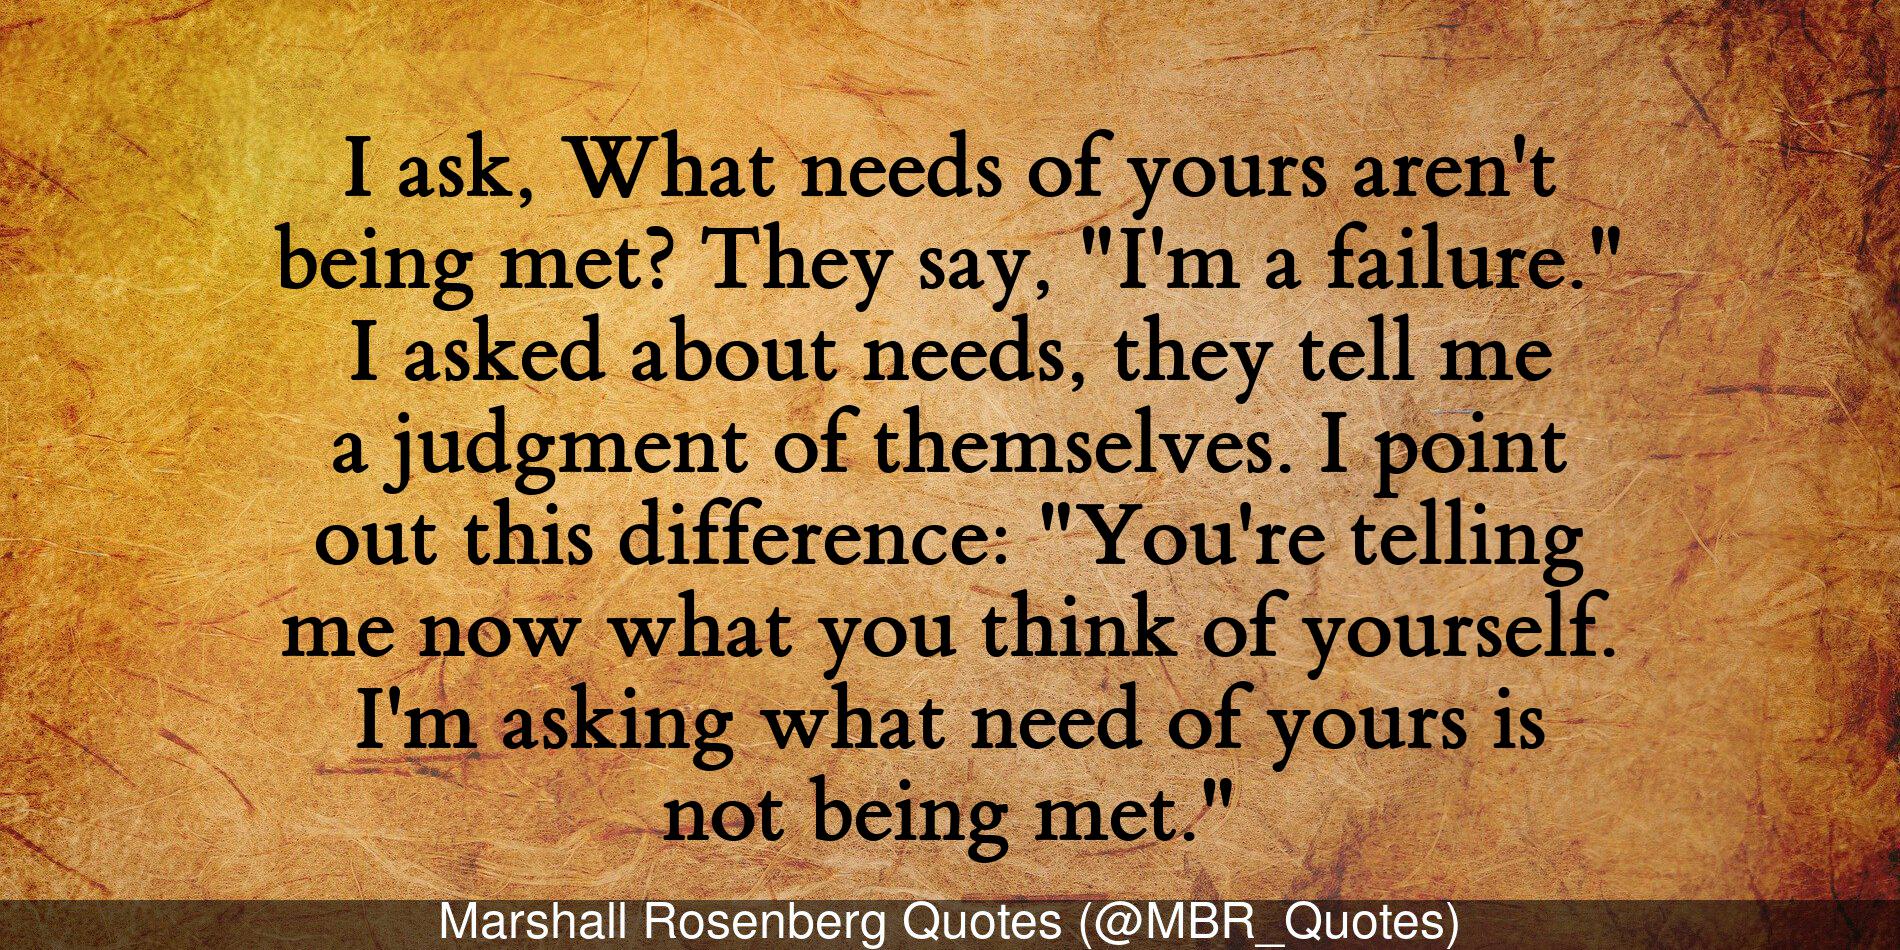 I ask, What needs of yours aren't
being met? They say, "I'm a failure."
I asked about needs, they tell me
a judgment of themselves. I point
out this difference: "You're telling
me now what you think of yourself.
I'm asking what need of yours is
not being met."
Marshall Rosenberg Quotes (@MBR_Quotes)